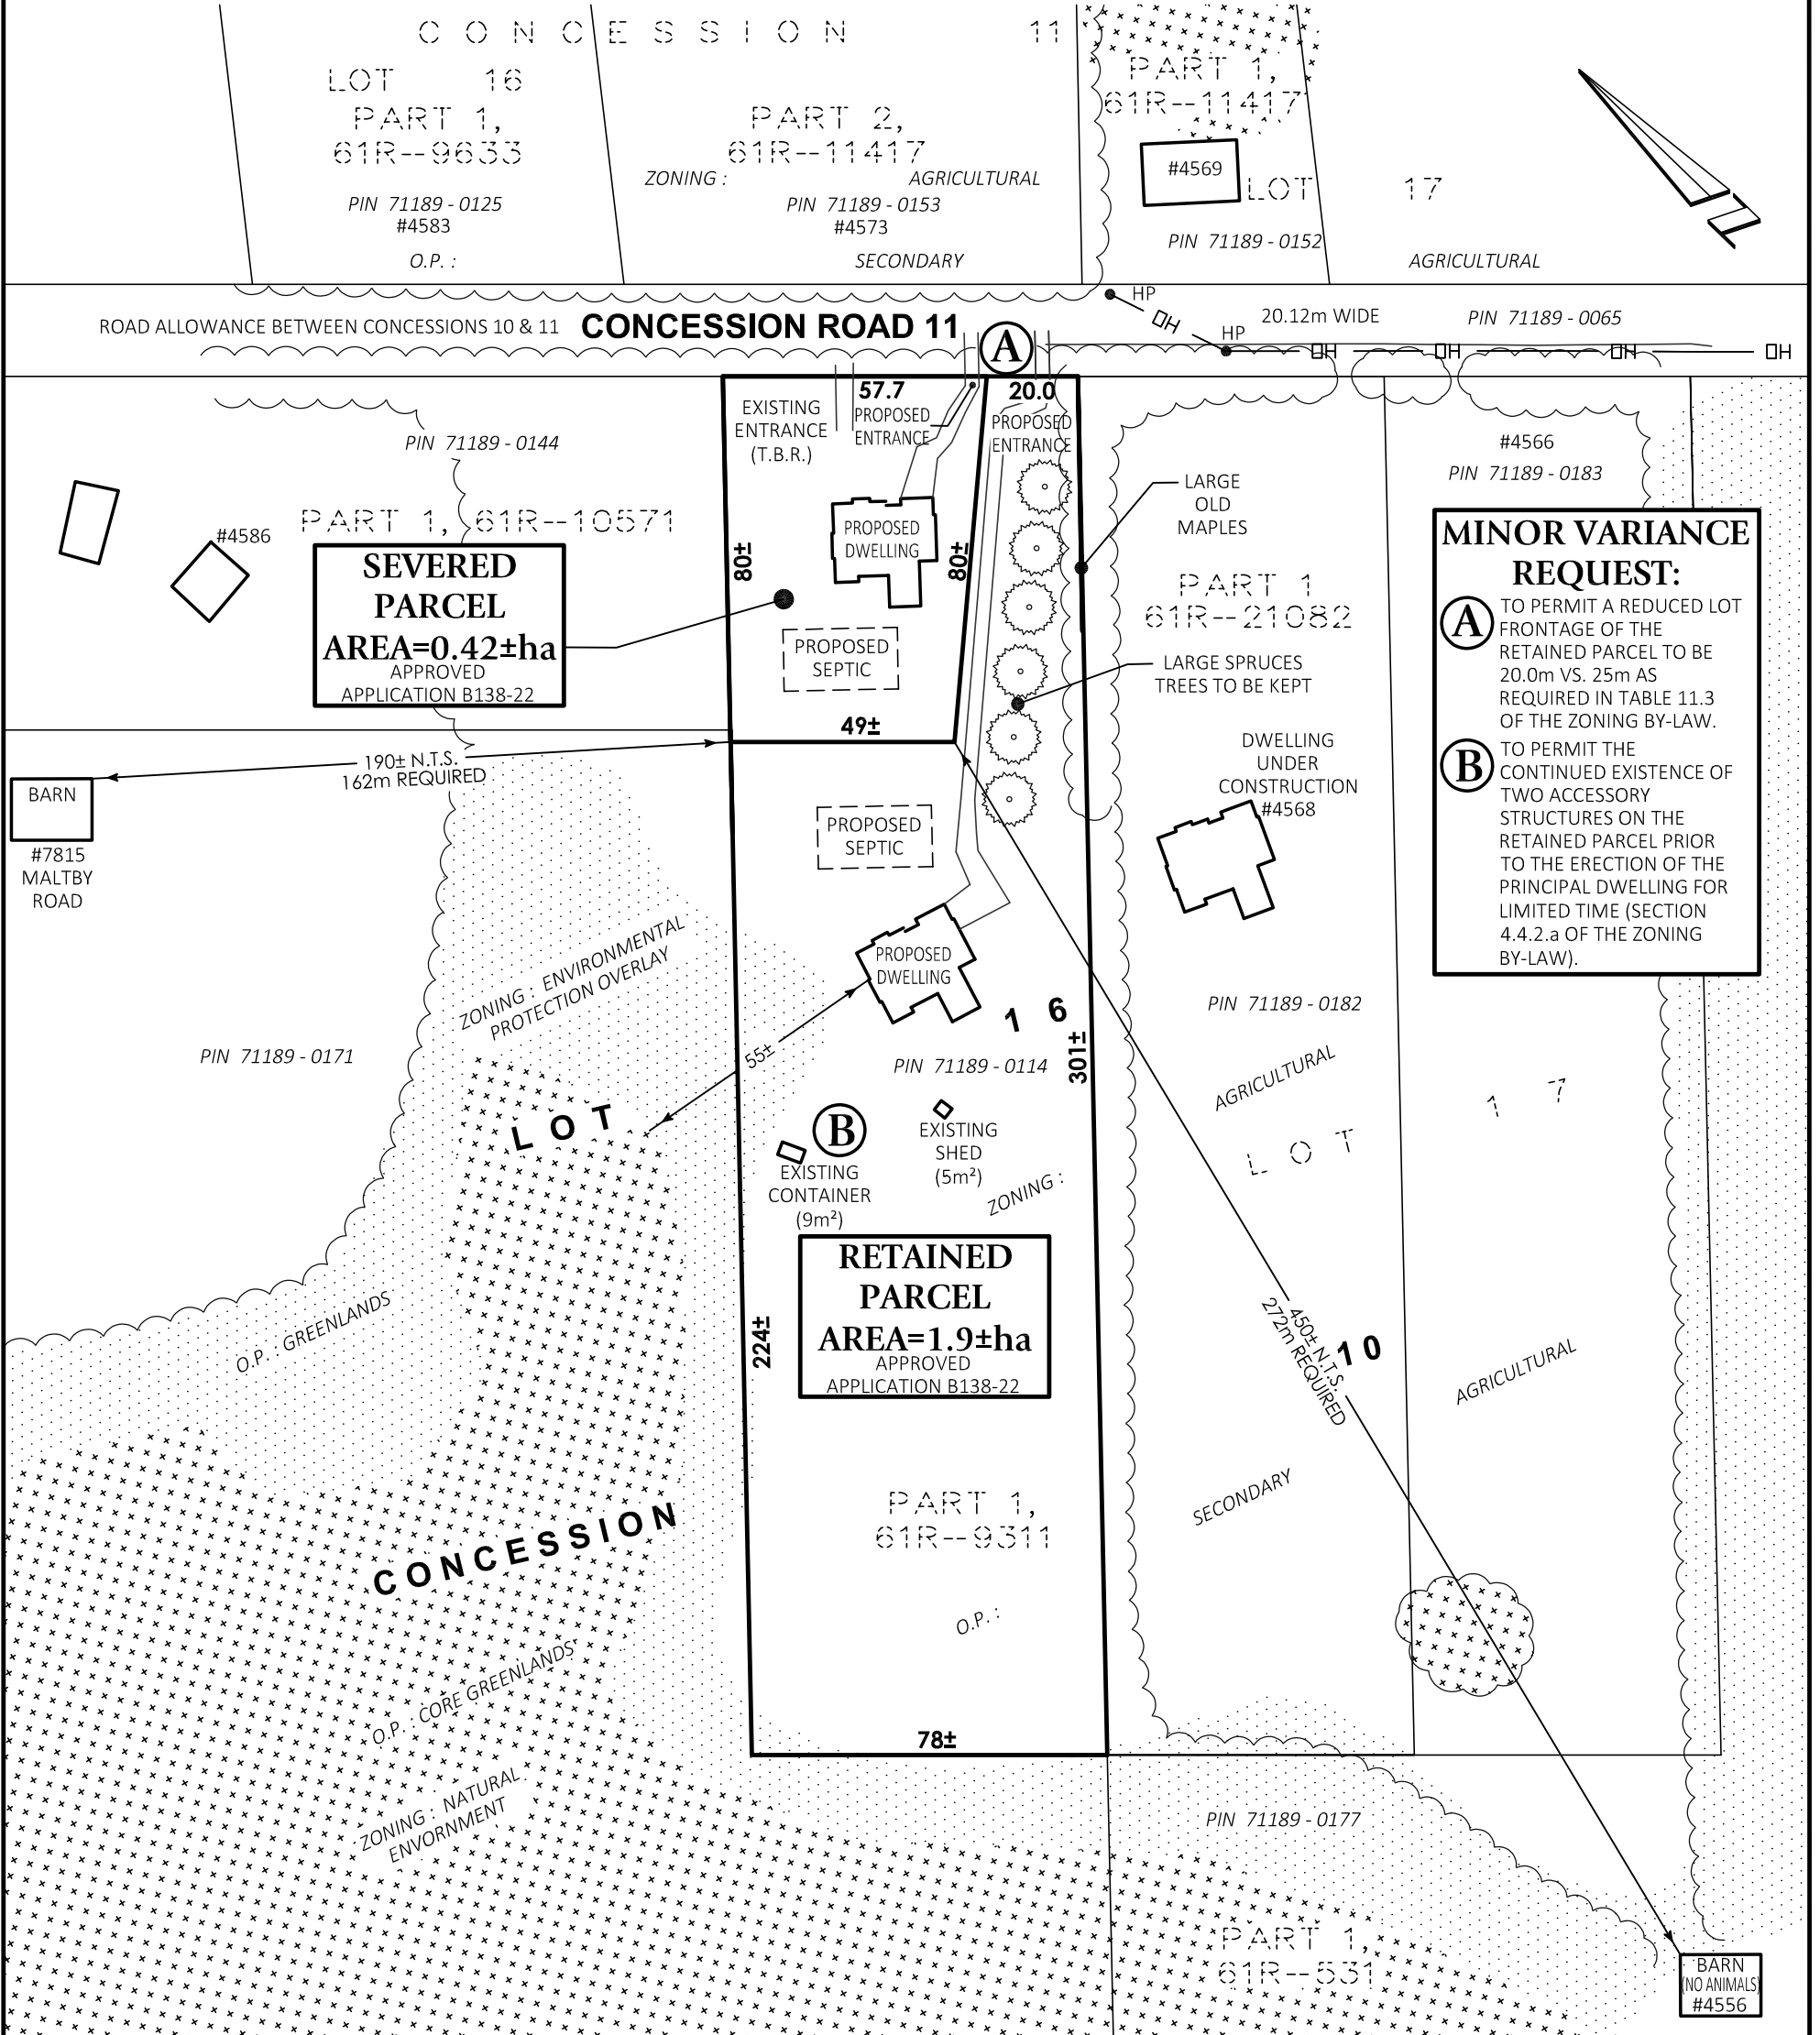 CONCESSION 11
LOT 16
PART 1,
61R--9633
PIN 71189 - 0125
#4583
O.P. :
PART 2,
61R--11417
ZONING : AGRICULTURAL
PIN 71189 - 0153
#4573
SECONDARY
PART 1,
61R--11417
#4569
LOT 17
PIN 71189 - 0152
AGRICULTURAL
ROAD ALLOWANCE BETWEEN CONCESSIONS 10 & 11
CONCESSION ROAD 11
A
HP
OH
HP
20.12m WIDE
PIN 71189 - 0065
OH
OH
OH
OH
57.7
20.0
EXISTING
ENTRANCE
(T.B.R.)
PROPOSED
ENTRANCE
PROPOSED
ENTRANCE
PIN 71189 - 0144
PART 1, 61R--10571
#4586
SEVERED
PARCEL
AREA=0.42±ha
APPROVED
APPLICATION B138-22
80±
PROPOSED
DWELLING
80±
PROPOSED
SEPTIC
49±
LARGE
OLD
MAPLES
PART 1
61R--21082
LARGE SPRUCES
TREES TO BE KEPT
#4566
PIN 71189 - 0183
MINOR VARIANCE
REQUEST:
A
TO PERMIT A REDUCED LOT
FRONTAGE OF THE
RETAINED PARCEL TO BE
20.0m VS. 25m AS
REQUIRED IN TABLE 11.3
OF THE ZONING BY-LAW.
B
TO PERMIT THE
CONTINUED EXISTENCE OF
TWO ACCESSORY
STRUCTURES ON THE
RETAINED PARCEL PRIOR
TO THE ERECTION OF THE
PRINCIPAL DWELLING FOR
LIMITED TIME (SECTION
4.4.2.a OF THE ZONING
BY-LAW).
190± N.T.S.
162m REQUIRED
BARN
#7815
MALTBY
ROAD
DWELLING
UNDER
CONSTRUCTION
#4568
PROPOSED
SEPTIC
ZONING : ENVIRONMENTAL
PROTECTION OVERLAY
PROPOSED
DWELLING
PIN 71189 - 0171
55±
16
PIN 71189 - 0114
301±
PIN 71189 - 0182
AGRICULTURAL
LOT 17
LOT
B
EXISTING
CONTAINER
(9m²)
EXISTING
SHED
(5m²)
ZONING :
RETAINED
PARCEL
AREA=1.9±ha
APPROVED
APPLICATION B138-22
224±
O.P. : GREENLANDS
450± N.T.S.
272m REQUIRED
10
AGRICULTURAL
SECONDARY
CONCESSION
PART 1,
61R--9311
O.P. :
O.P. : CORE GREENLANDS
78±
ZONING : NATURAL
ENVORNMENT
PIN 71189 - 0177
PART 1,
61R--531
BARN
(NO ANIMALS)
#4556